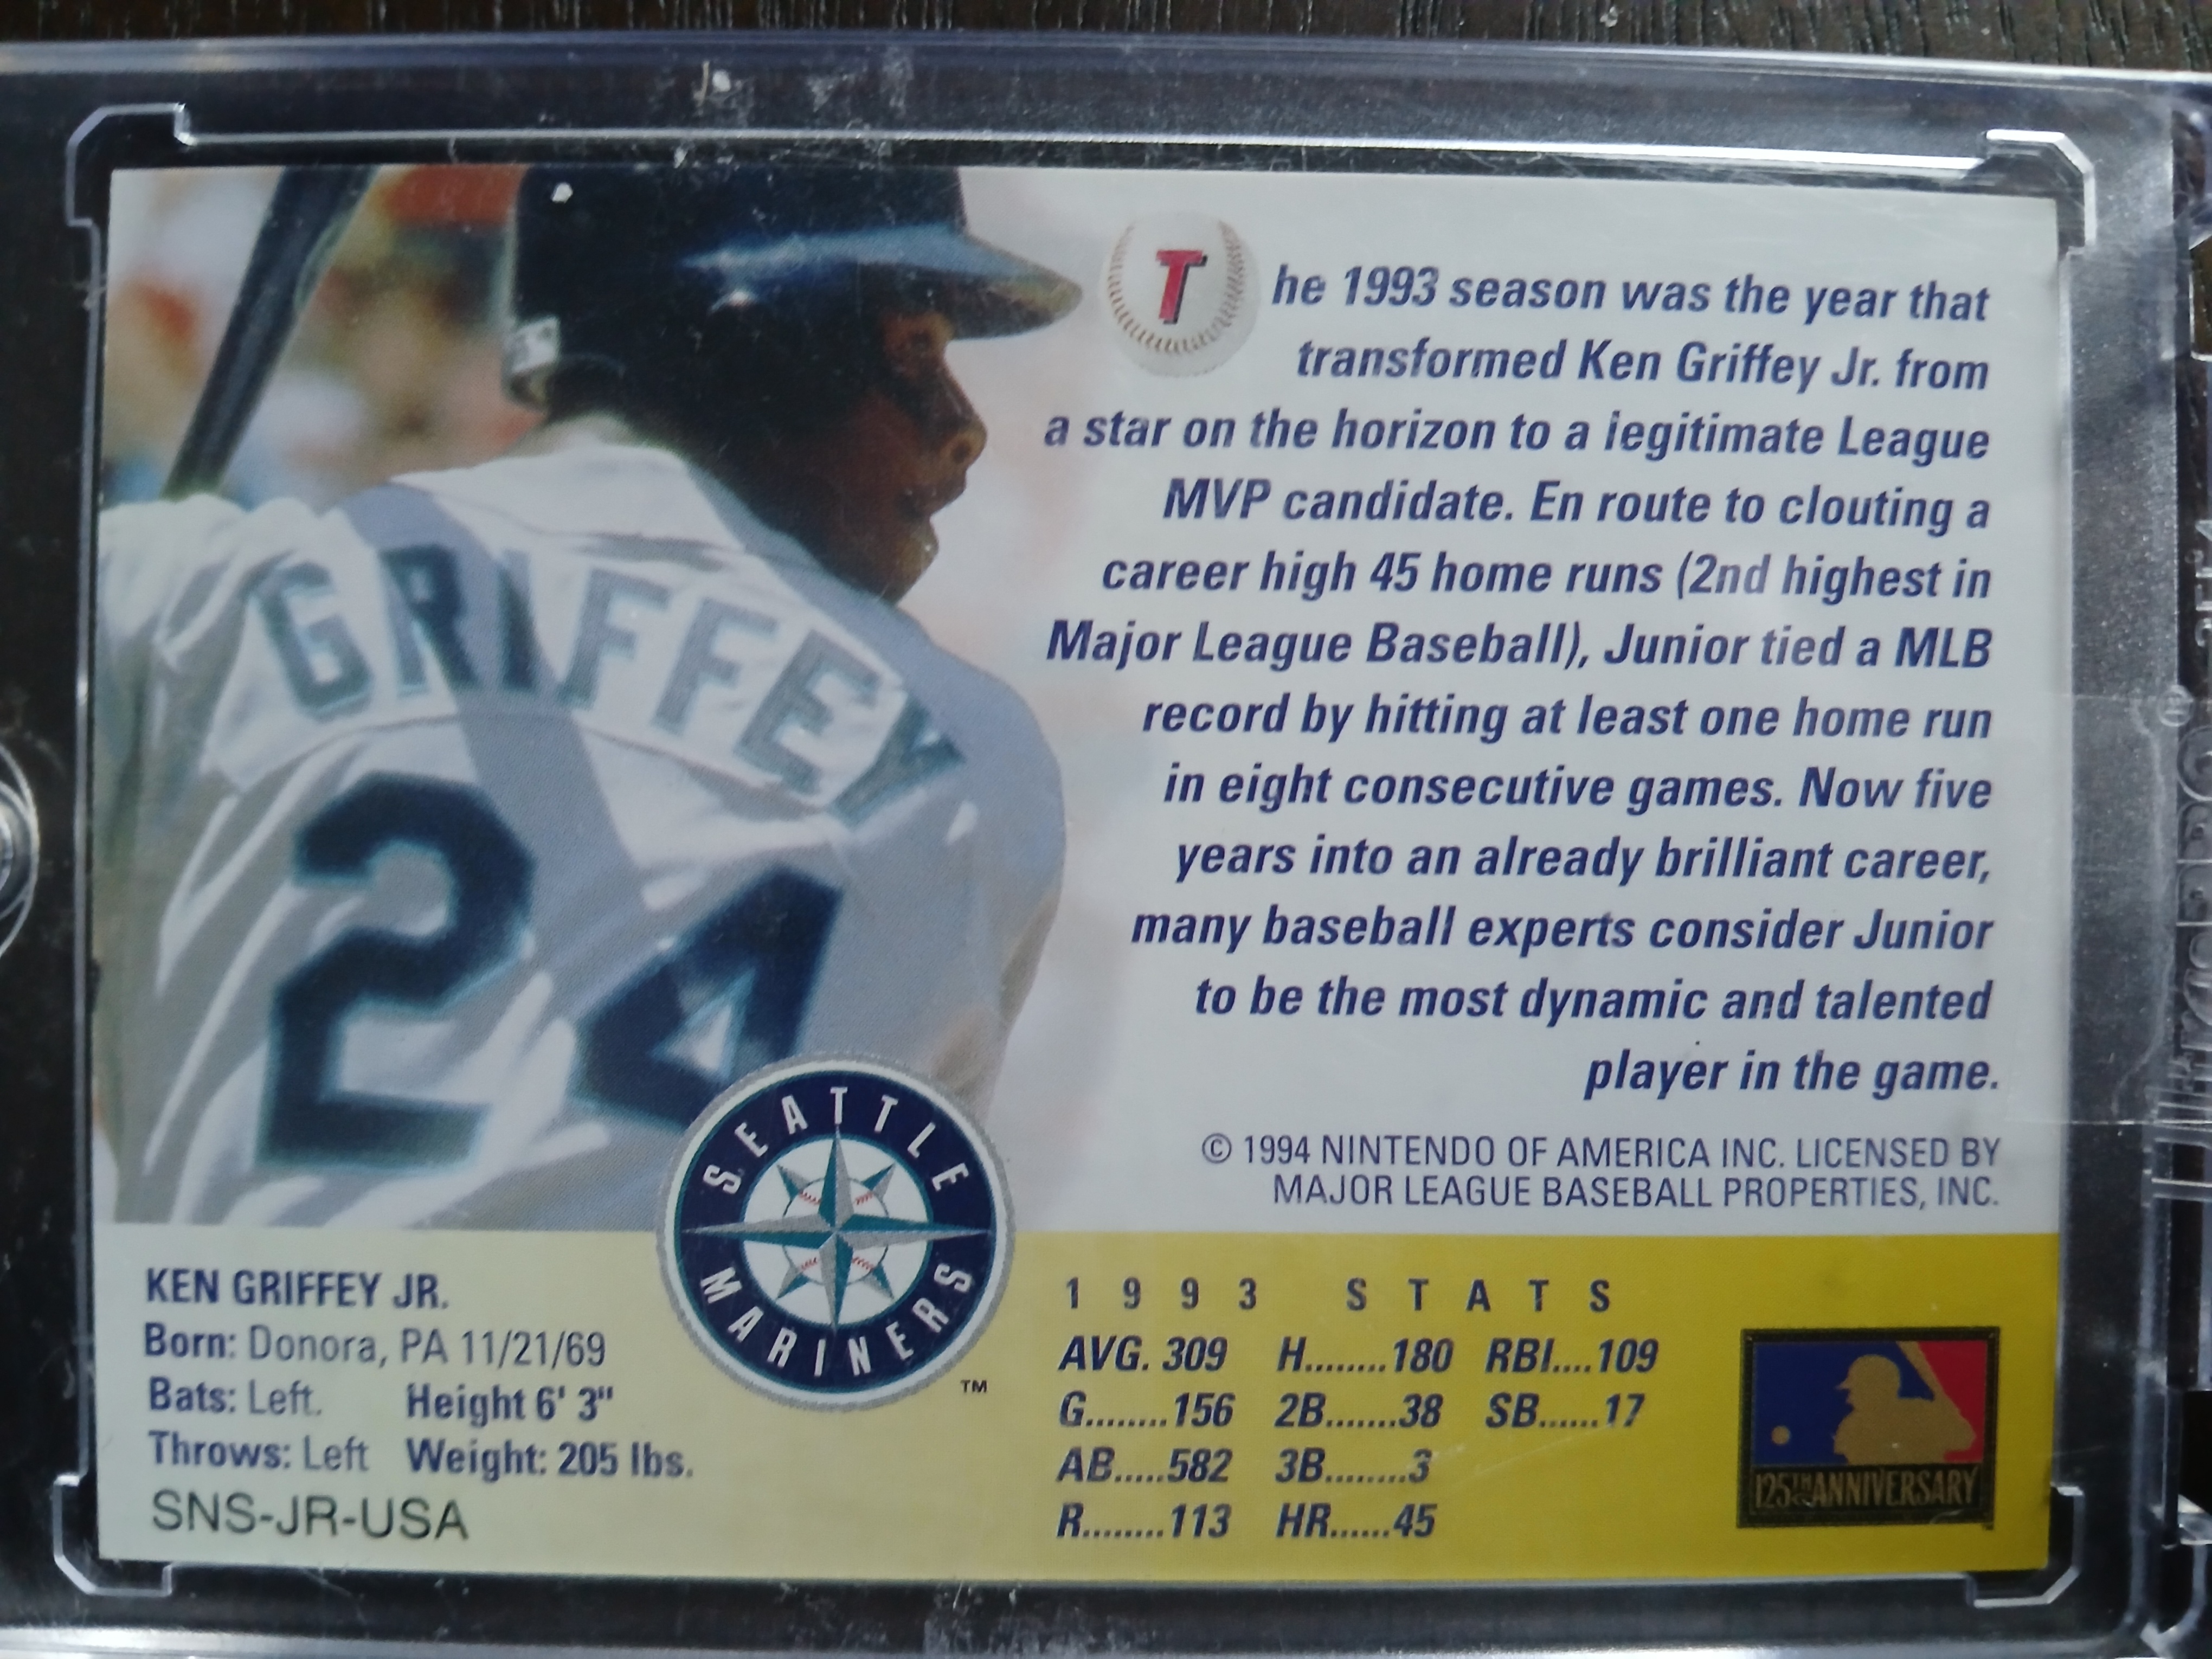 The 1993 season was the year that
transformed Ken Griffey Jr. from
a star on the horizon to a legitimate League
MVP candidate. En route to clouting a
career high 45 home runs (2nd highest in
Major League Baseball), Junior tied a MLB
record by hitting at least one home run
in eight consecutive games. Now five
years into an already brilliant career,
many baseball experts consider Junior
to be the most dynamic and talented
player in the game.
© 1994 NINTENDO OF AMERICA INC. LICENSED BY
MAJOR LEAGUE BASEBALL PROPERTIES, INC.
GRIFFEY
24
SEATTLE
MARINERS
TM
KEN GRIFFEY JR.
Born: Donora, PA 11/21/69
Bats: Left. Height 6' 3"
Throws: Left Weight: 205 lbs.
SNS-JR-USA
1993 STATS
AVG. 309 H........180 RBI....109
G........156 2B.......38 SB......17
AB.....582 3B........3
R........113 HR......45
125TH ANNIVERSARY